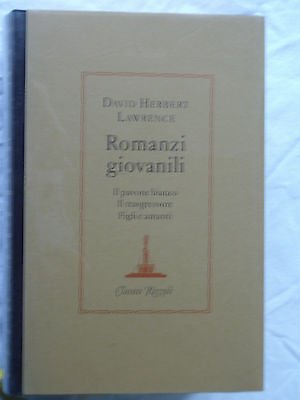 DAVID HERBERT
LAWRENCE
Romanzi
giovanili
Il pavone bianco
Il trasgressore
Figli e amanti
Classici Rizzoli